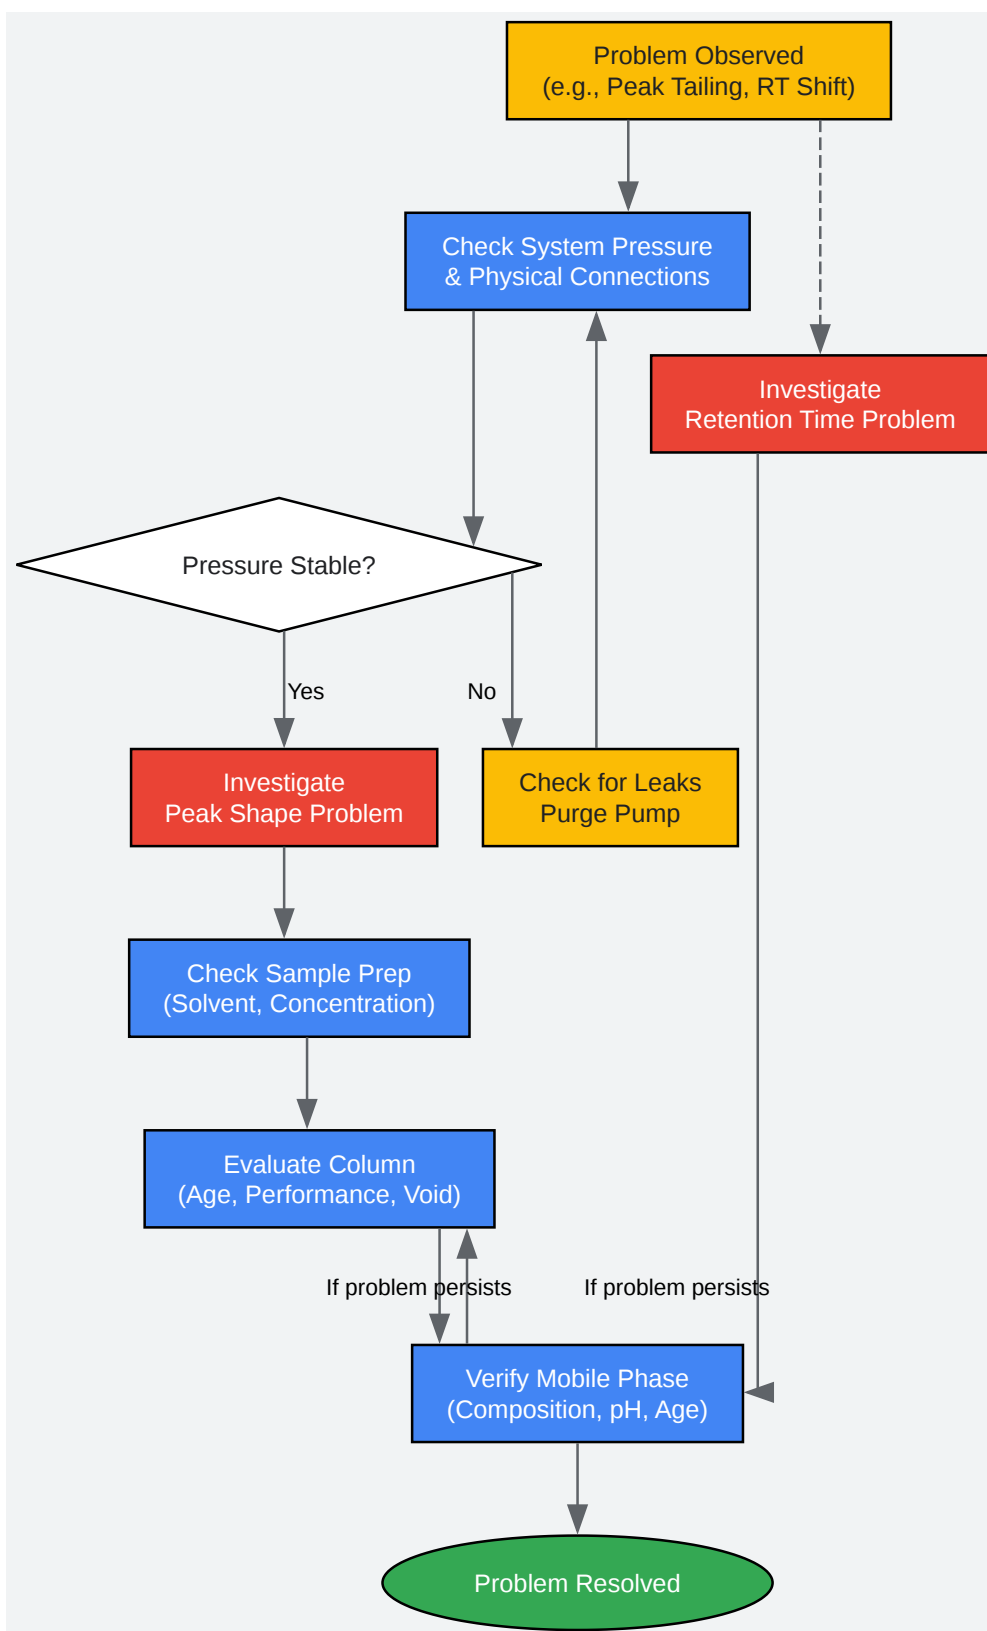 Problem Observed
(e.g., Peak Tailing, RT Shift)
Check System Pressure
& Physical Connections
Investigate
Retention Time Problem
Pressure Stable?
Yes
No
Investigate
Peak Shape Problem
Check for Leaks
Purge Pump
Check Sample Prep
(Solvent, Concentration)
Evaluate Column
(Age, Performance, Void)
If problem persists
If problem persists
Verify Mobile Phase
(Composition, pH, Age)
Problem Resolved